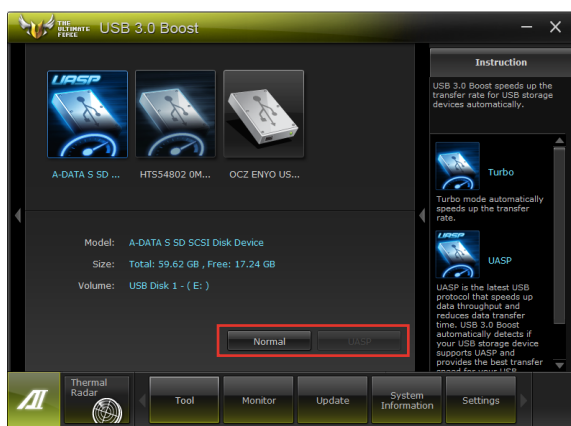 THE
ULTIMATE
FORCE
USB 3.0 Boost
Instruction
USB 3.0 Boost speeds up the
transfer rate for USB storage
devices automatically.
UASP
A-DATA S SD ...
HTS54802 0M...
OCZ ENYO US...
Turbo
Turbo mode automatically
speeds up the transfer
rate.
UASP
UASP
UASP is the latest USB
protocol that speeds up
data throughput and
reduces data transfer
time. USB 3.0 Boost
automatically detects if
your USB storage device
supports UASP and
provides the best transfer
speed for your USB
Model: A-DATA S SD SCSI Disk Device
Size: Total: 59.62 GB , Free: 17.24 GB
Volume: USB Disk 1 - ( E: )
Normal
UASP
AI
Thermal
Radar
Tool
Monitor
Update
System
Information
Settings